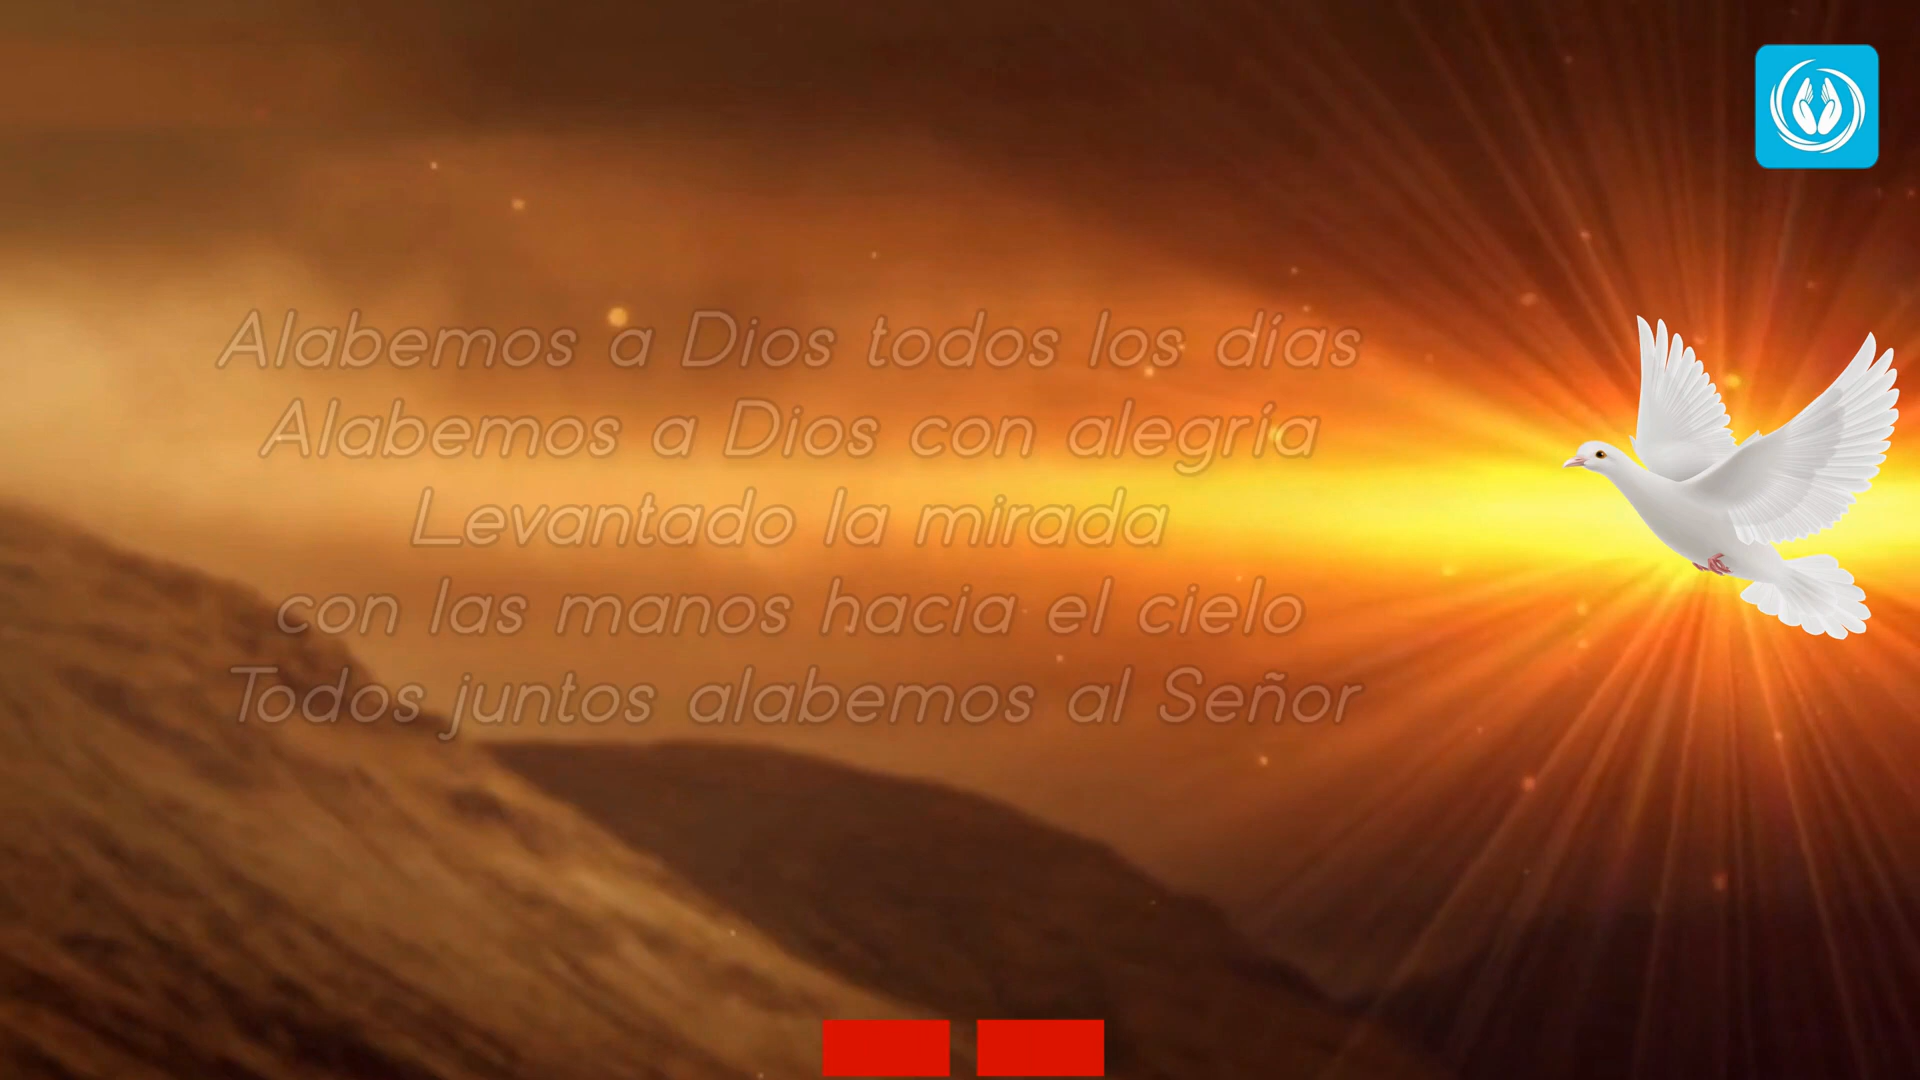 Alabemos a Dios todos los días
Alabemos a Dios con alegría
Levantado la mirada
con las manos hacia el cielo
Todos juntos alabemos al Señor